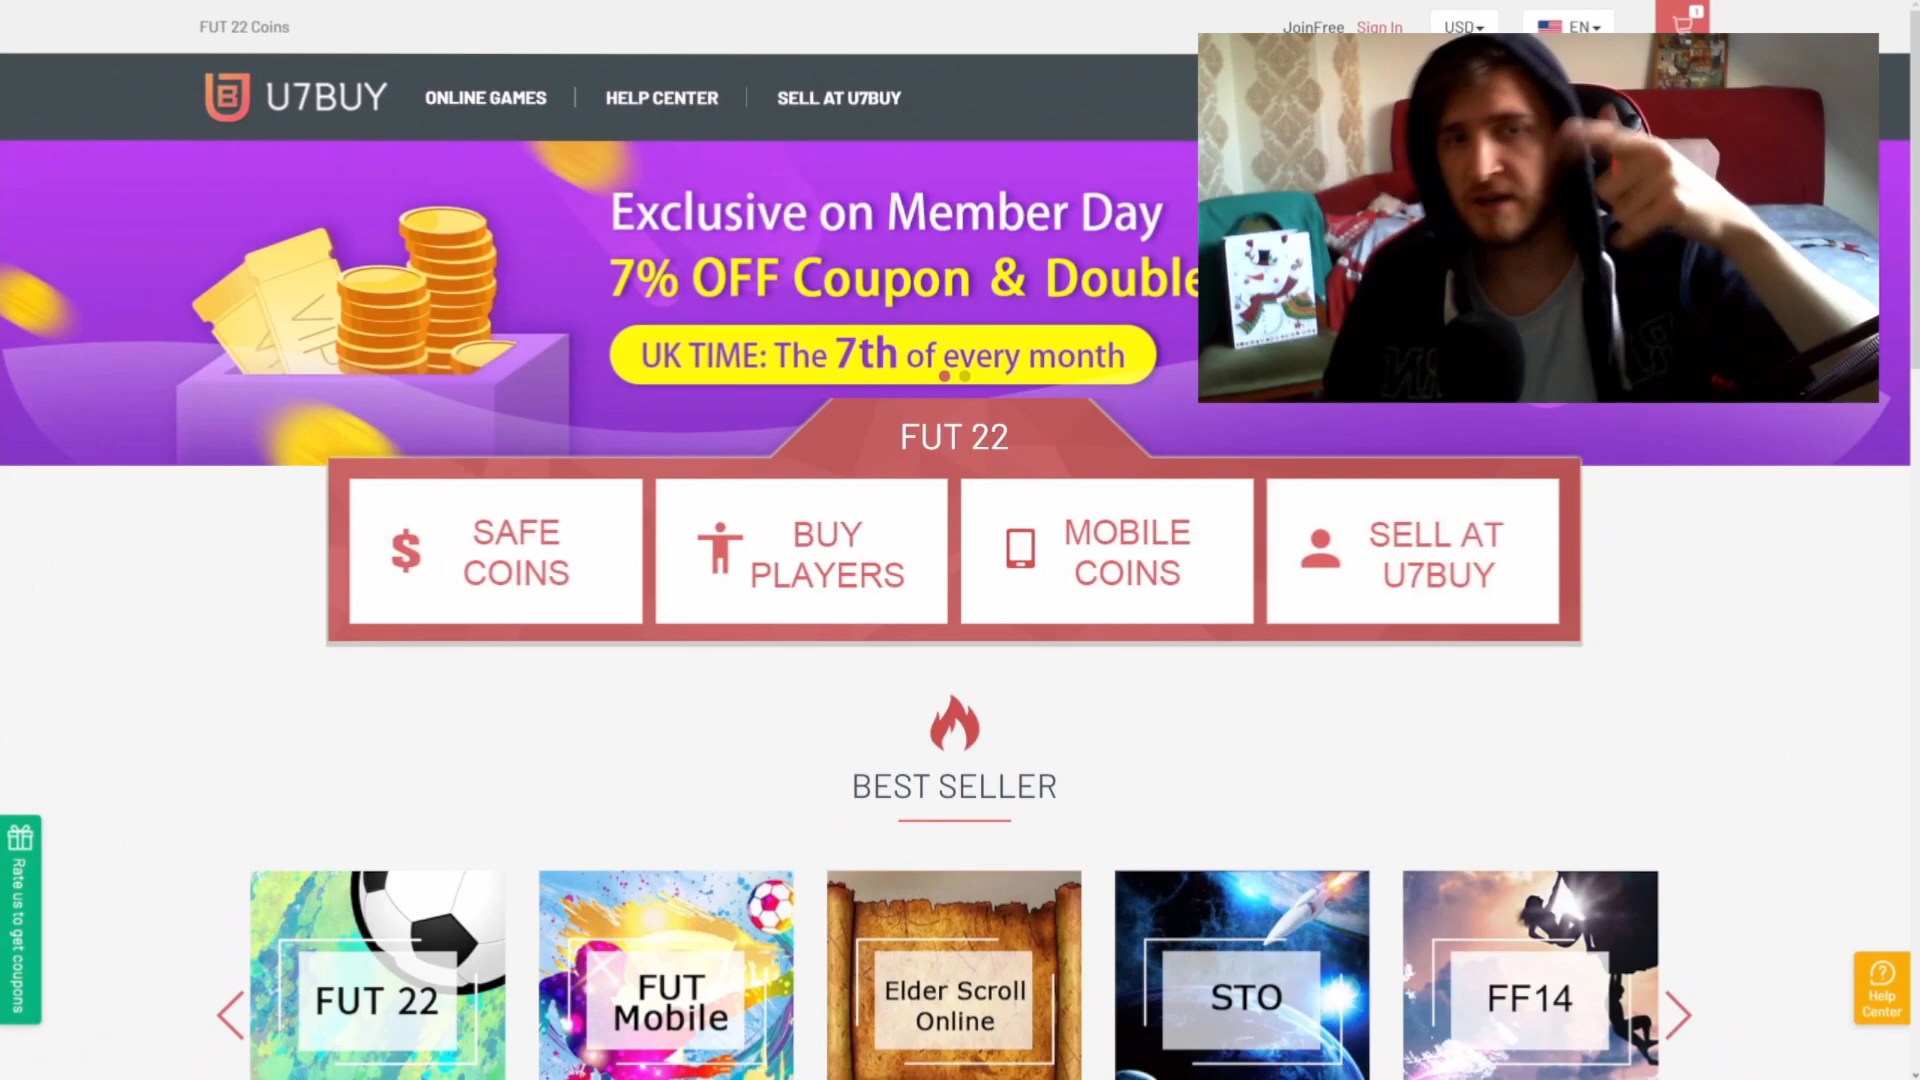 FUT 22 Coins
JoinFree Sign In USD EN 1
U7BUY ONLINE GAMES HELP CENTER SELL AT U7BUY
Exclusive on Member Day
7% OFF Coupon & Double
UK TIME: The 7th of every month
VIP
FUT 22
SAFE COINS
BUY PLAYERS
MOBILE COINS
SELL AT U7BUY
BEST SELLER
FUT 22
FUT Mobile
Elder Scroll Online
STO
FF14
Rate us to get coupons
Help
Center